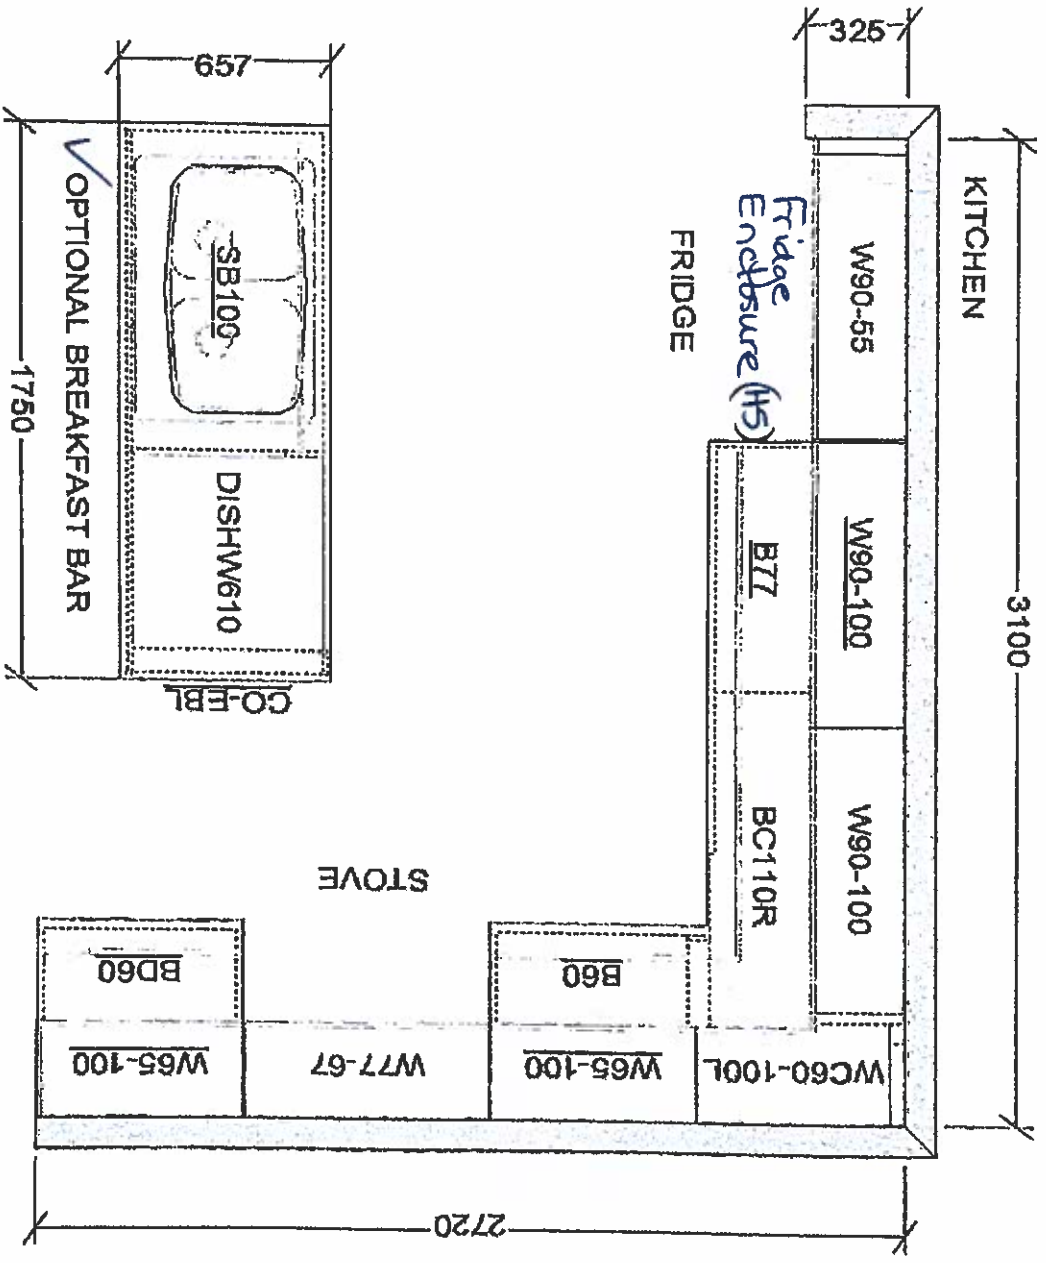 325
657
3100
KITCHEN
W90-55
W90-100
W90-100
Fridge
Enclosure (HS)
FRIDGE
B77
BC110R
SB100
DISHW610
CO-EBL
✓ OPTIONAL BREAKFAST BAR
1750
STOVE
BD60
B60
W65-100
W77-67
W65-100
WC60-100L
2720